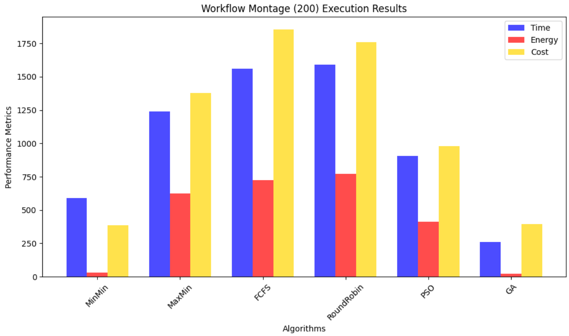 Workflow Montage (200) Execution Results
Time
Energy
Cost
Performance Metrics
1750
1500
1250
1000
750
500
250
0
MinMin
MaxMin
FCFS
RoundRobin
PSO
GA
Algorithms